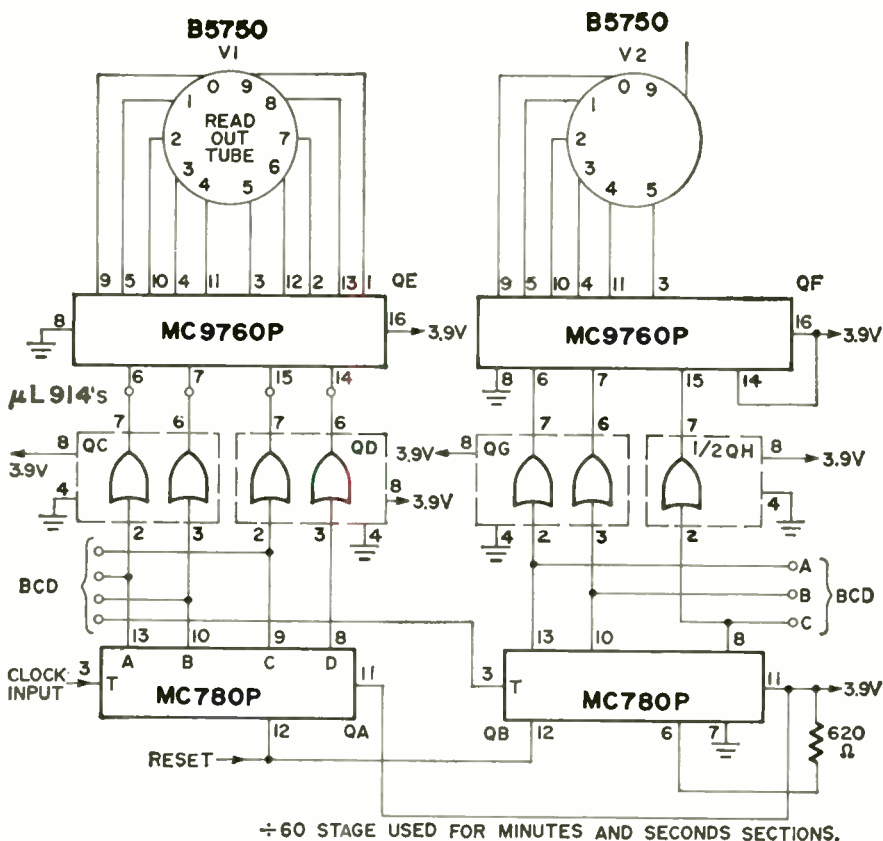 B5750
V1
0 9
1 8
READ
OUT
TUBE
2 7
3 6
4 5
9 5 10 4 11 3 12 2 13 1 QE
8
MC9760P
16
3.9V
6 7 15 14
μL914's
7 6 7 6
8 QC
3.9V
4
QD
8
3.9V
4
2 3 2 3
BCD
13 10 9 8
A B C D
CLOCK
INPUT
3
T
MC780P
11
12
QA
RESET
B5750
V2
0 9
1
2
3
4 5
9 5 10 4 11 3
QF
MC9760P
16
3.9V
8 6 7 15 14
7 6 7
3.9V
8 QG
1/2 QH
8
3.9V
4
4 2 3 2
A
B
C
BCD
13 10 8
3
T
MC780P
11
3.9V
QB 12 6 7
620
Ω
÷60 STAGE USED FOR MINUTES AND SECONDS SECTIONS.